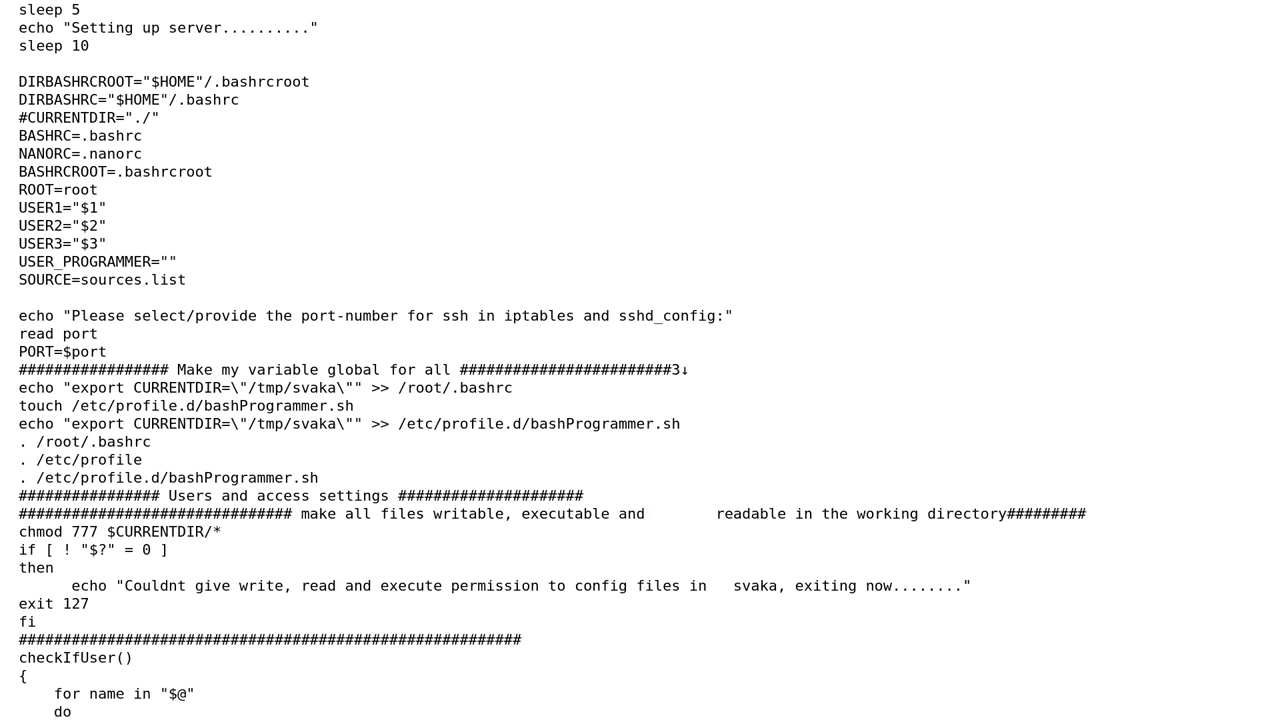 sleep 5
echo "Setting up server.........."
sleep 10
DIRBASHRCROOT="$HOME"/.bashrcroot
DIRBASHRC="$HOME"/.bashrc
#CURRENTDIR="./"
BASHRC=.bashrc
NANORC=.nanorc
BASHRCROOT=.bashrcroot
ROOT=root
USER1="$1"
USER2="$2"
USER3="$3"
USER_PROGRAMMER=""
SOURCE=sources.list
echo "Please select/provide the port-number for ssh in iptables and sshd_config:"
read port
PORT=$port
################# Make my variable global for all ########################3↓
echo "export CURRENTDIR=\"/tmp/svaka\"" >> /root/.bashrc
touch /etc/profile.d/bashProgrammer.sh
echo "export CURRENTDIR=\"/tmp/svaka\"" >> /etc/profile.d/bashProgrammer.sh
. /root/.bashrc
. /etc/profile
. /etc/profile.d/bashProgrammer.sh
################ Users and access settings #####################
############################### make all files writable, executable and        readable in the working directory#########
chmod 777 $CURRENTDIR/*
if [ ! "$?" = 0 ]
then
      echo "Couldnt give write, read and execute permission to config files in   svaka, exiting now........"
exit 127
fi
#########################################################
checkIfUser()
{
    for name in "$@"
    do